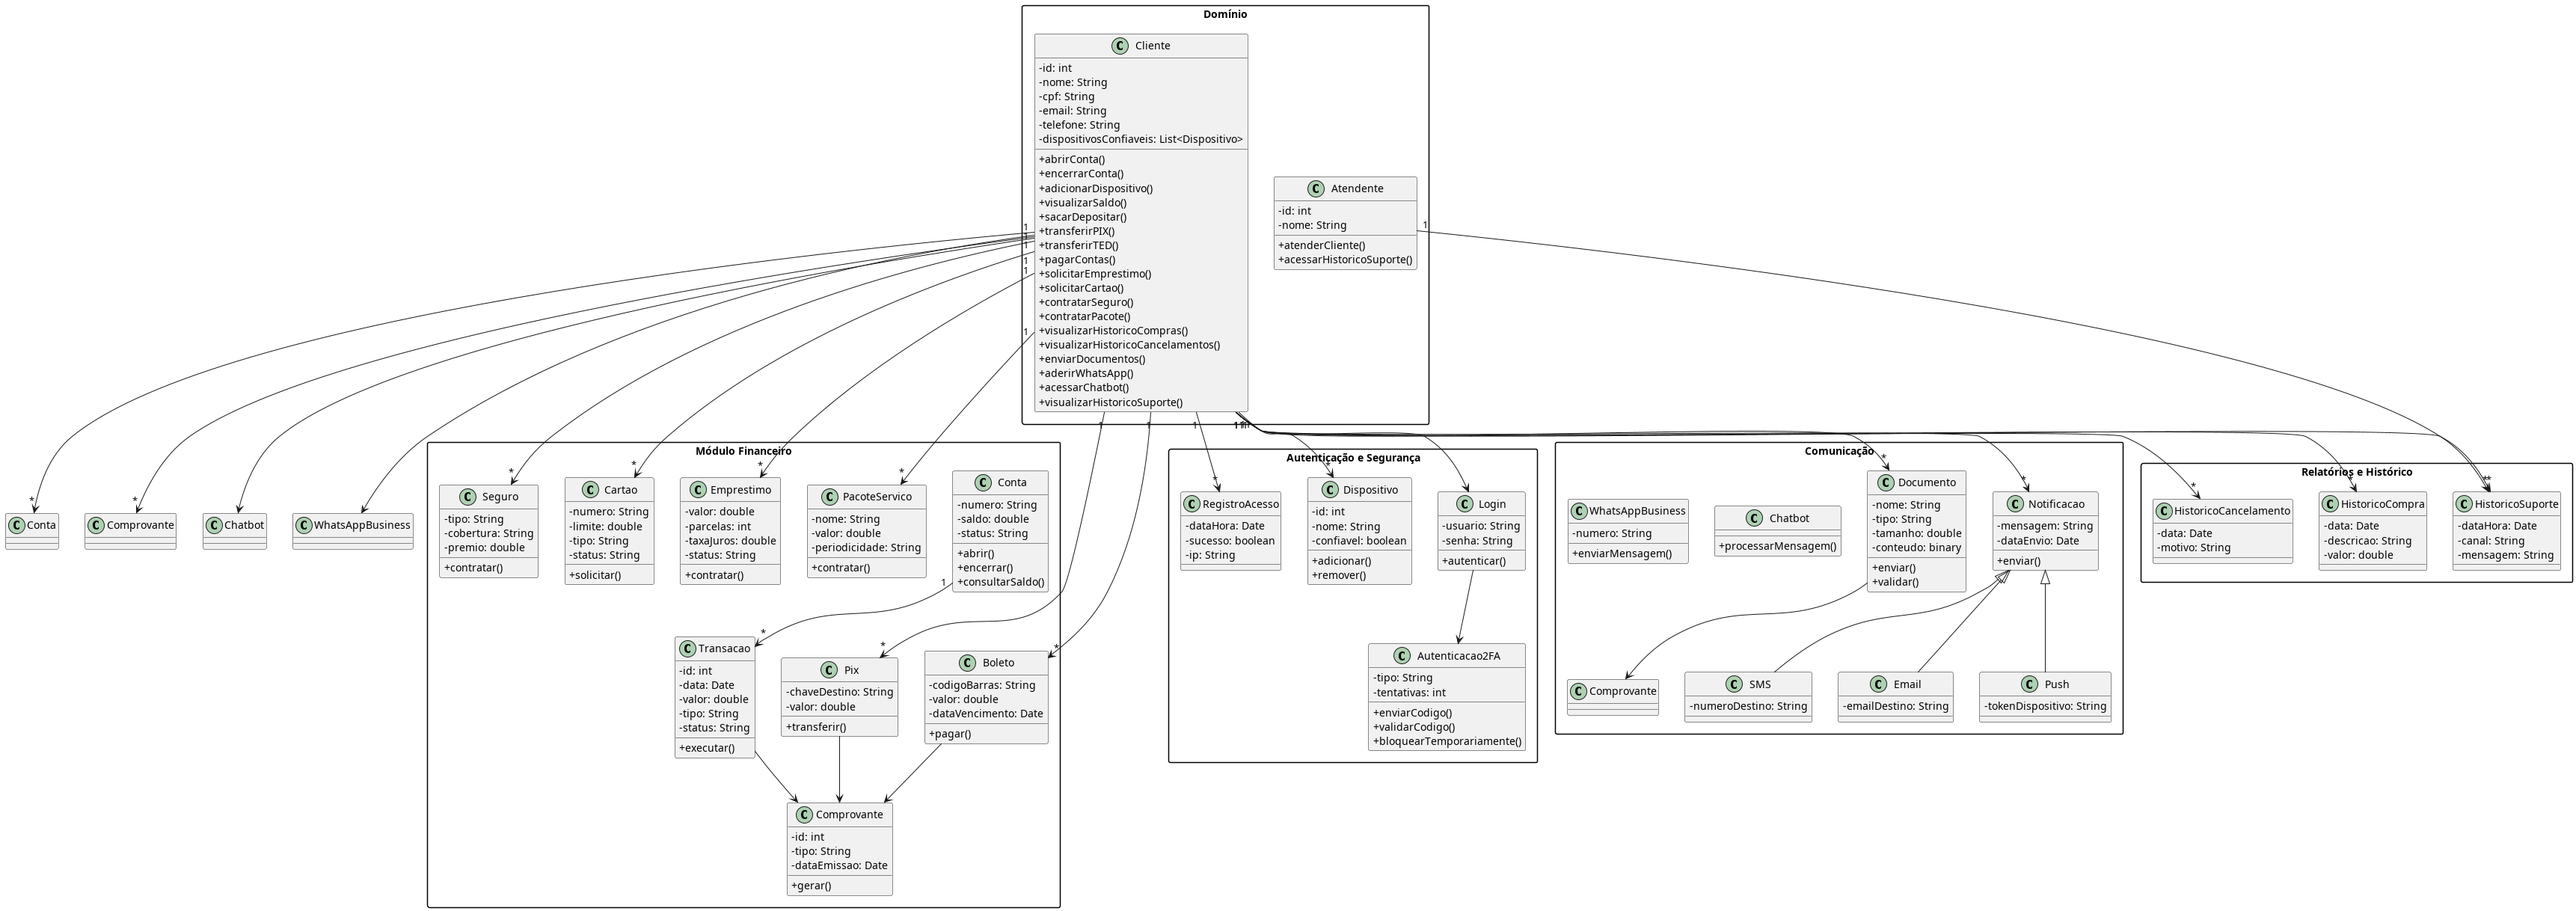 Domínio
C Cliente
-id: int
-nome: String
-cpf: String
-email: String
-telefone: String
-dispositivosConfiaveis: List<Dispositivo>
+abrirConta()
+encerrarConta()
+adicionarDispositivo()
+visualizarSaldo()
+sacarDepositar()
+transferirPIX()
+transferirTED()
+pagarContas()
+solicitarEmprestimo()
+solicitarCartao()
+contratarSeguro()
+contratarPacote()
+visualizarHistoricoCompras()
+visualizarHistoricoCancelamentos()
+enviarDocumentos()
+aderirWhatsApp()
+acessarChatbot()
+visualizarHistoricoSuporte()
C Atendente
-id: int
-nome: String
+atenderCliente()
+acessarHistoricoSuporte()
1
1
1
1
1
1
1
1 1 1
*
C Conta
*
C Comprovante
C Chatbot
C WhatsAppBusiness
Módulo Financeiro
*
C Seguro
-tipo: String
-cobertura: String
-premio: double
+contratar()
*
C Cartao
-numero: String
-limite: double
-tipo: String
-status: String
+solicitar()
*
C Emprestimo
-valor: double
-parcelas: int
-taxaJuros: double
-status: String
+contratar()
*
C PacoteServico
-nome: String
-valor: double
-periodicidade: String
+contratar()
C Conta
-numero: String
-saldo: double
-status: String
+abrir()
+encerrar()
+consultarSaldo()
1
*
C Transacao
-id: int
-data: Date
-valor: double
-tipo: String
-status: String
+executar()
*
C Pix
-chaveDestino: String
-valor: double
+transferir()
*
C Boleto
-codigoBarras: String
-valor: double
-dataVencimento: Date
+pagar()
C Comprovante
-id: int
-tipo: String
-dataEmissao: Date
+gerar()
Autenticação e Segurança
*
C RegistroAcesso
-dataHora: Date
-sucesso: boolean
-ip: String
*
C Dispositivo
-id: int
-nome: String
-confiavel: boolean
+adicionar()
+remover()
C Login
-usuario: String
-senha: String
+autenticar()
C Autenticacao2FA
-tipo: String
-tentativas: int
+enviarCodigo()
+validarCodigo()
+bloquearTemporariamente()
Comunicação
C WhatsAppBusiness
-numero: String
+enviarMensagem()
C Chatbot
+processarMensagem()
*
C Documento
-nome: String
-tipo: String
-tamanho: double
-conteudo: binary
+enviar()
+validar()
*
C Notificacao
-mensagem: String
-dataEnvio: Date
+enviar()
C Comprovante
C SMS
-numeroDestino: String
C Email
-emailDestino: String
C Push
-tokenDispositivo: String
Relatórios e Histórico
*
C HistoricoCancelamento
-data: Date
-motivo: String
*
C HistoricoCompra
-data: Date
-descricao: String
-valor: double
**
C HistoricoSuporte
-dataHora: Date
-canal: String
-mensagem: String